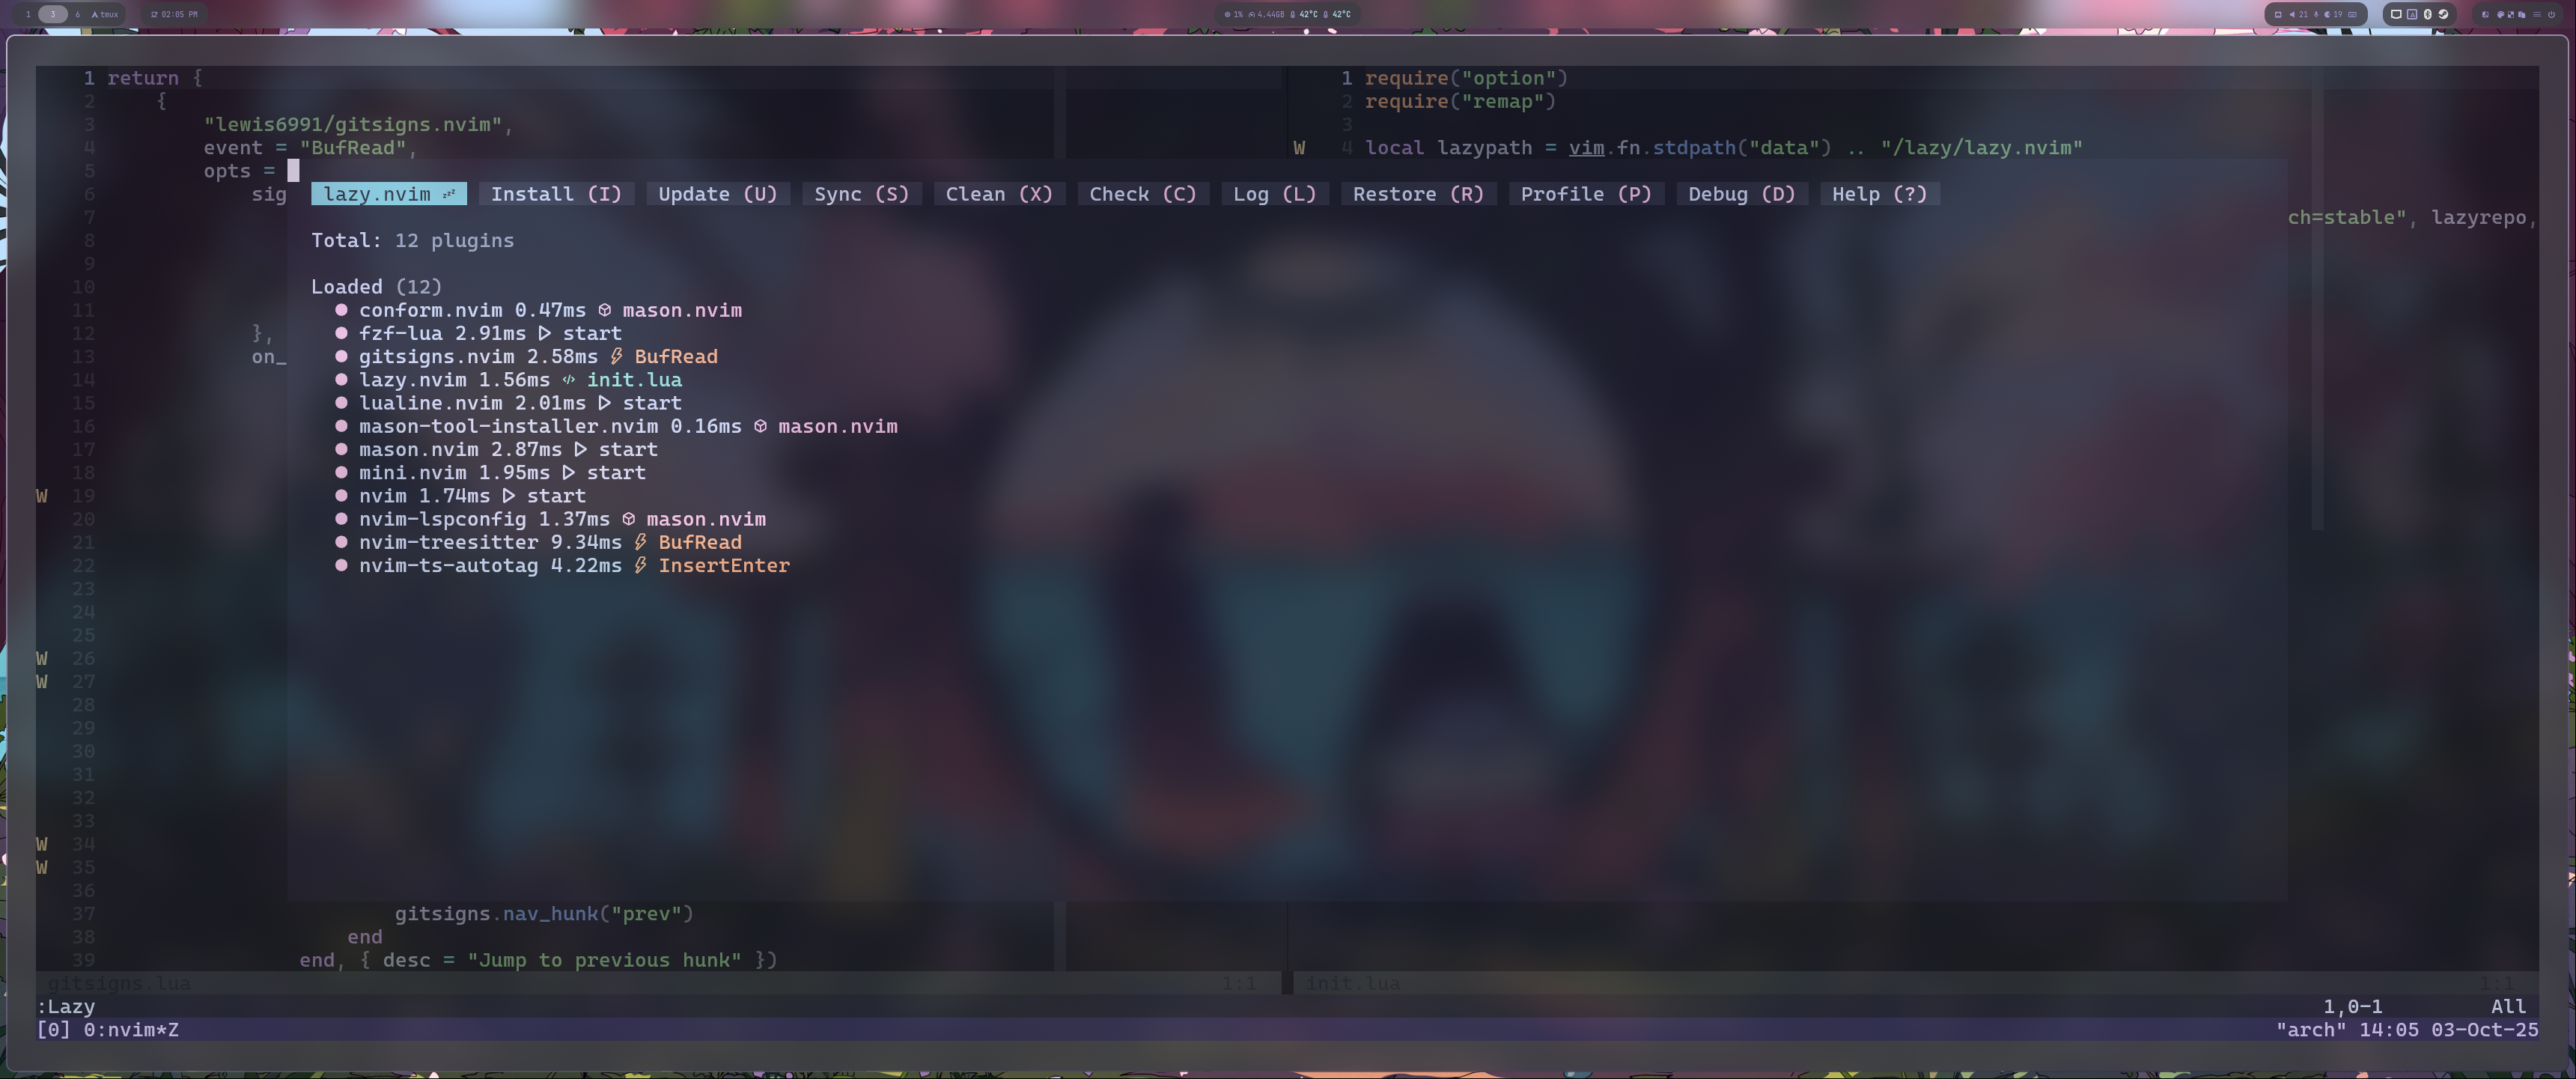 1 3 6 tmux 02:05 PM 1% 4.44GB 42°C 42°C 21 19
1 return {
2 {
3 "lewis6991/gitsigns.nvim",
4 event = "BufRead",
5 opts =
6 sig
7
8
9
10
11
12 },
13 on_
14
15
16
17
18
W 19
20
21
22
23
24
25
W 26
W 27
28
29
30
31
32
33
W 34
W 35
36
37 gitsigns.nav_hunk("prev")
38 end
39 end, { desc = "Jump to previous hunk" })
1 require("option")
2 require("remap")
3
W 4 local lazypath = vim.fn.stdpath("data") .. "/lazy/lazy.nvim"
ch=stable", lazyrepo,
lazy.nvim zzz Install (I) Update (U) Sync (S) Clean (X) Check (C) Log (L) Restore (R) Profile (P) Debug (D) Help (?)
Total: 12 plugins
Loaded (12)
● conform.nvim 0.47ms mason.nvim
● fzf-lua 2.91ms start
● gitsigns.nvim 2.58ms BufRead
● lazy.nvim 1.56ms init.lua
● lualine.nvim 2.01ms start
● mason-tool-installer.nvim 0.16ms mason.nvim
● mason.nvim 2.87ms start
● mini.nvim 1.95ms start
● nvim 1.74ms start
● nvim-lspconfig 1.37ms mason.nvim
● nvim-treesitter 9.34ms BufRead
● nvim-ts-autotag 4.22ms InsertEnter
gitsigns.lua 1:1 init.lua 1:1
:Lazy 1,0-1 All
[0] 0:nvim*Z "arch" 14:05 03-Oct-25